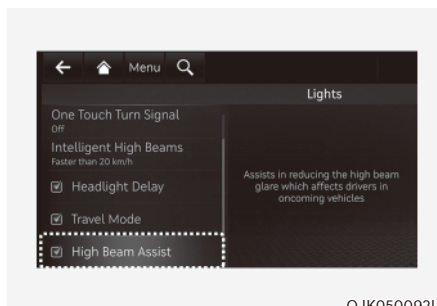 Menu
Lights
One Touch Turn Signal
Off
Intelligent High Beams
Faster than 20 km/h
Headlight Delay
Travel Mode
High Beam Assist
Assists in reducing the high beam
glare which affects drivers in
oncoming vehicles